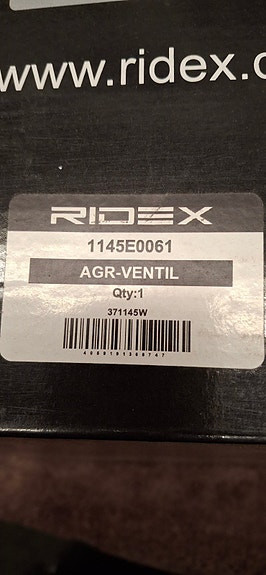 www.ridex.
RIDEX
1145E0061
AGR-VENTIL
Qty:1
371145W